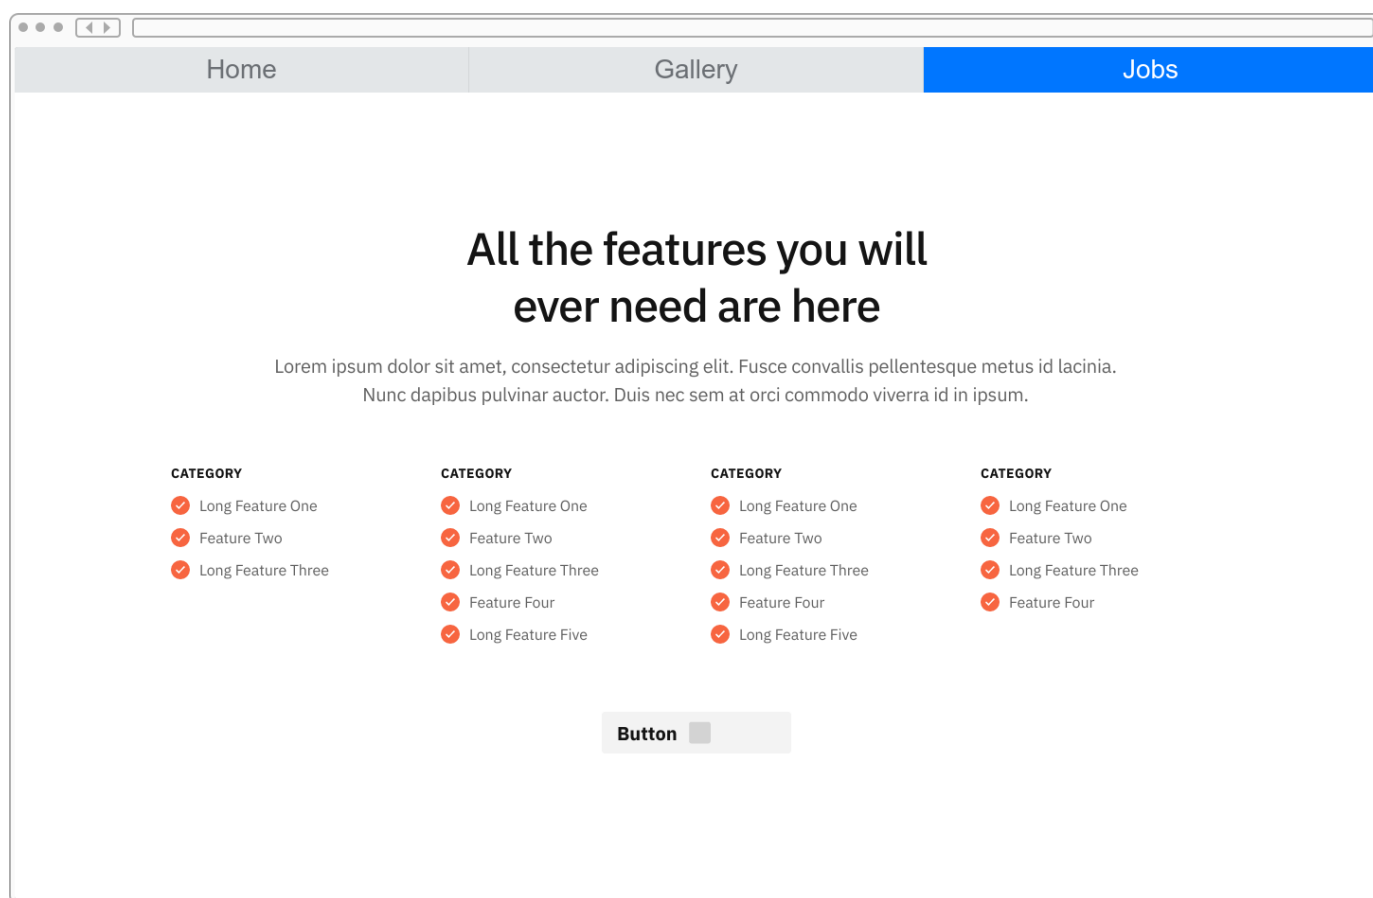 Home
Gallery
Jobs
All the features you will
ever need are here
Lorem ipsum dolor sit amet, consectetur adipiscing elit. Fusce convallis pellentesque metus id lacinia.
Nunc dapibus pulvinar auctor. Duis nec sem at orci commodo viverra id in ipsum.
CATEGORY
Long Feature One
Feature Two
Long Feature Three
CATEGORY
Long Feature One
Feature Two
Long Feature Three
Feature Four
Long Feature Five
CATEGORY
Long Feature One
Feature Two
Long Feature Three
Feature Four
Long Feature Five
CATEGORY
Long Feature One
Feature Two
Long Feature Three
Feature Four
Button